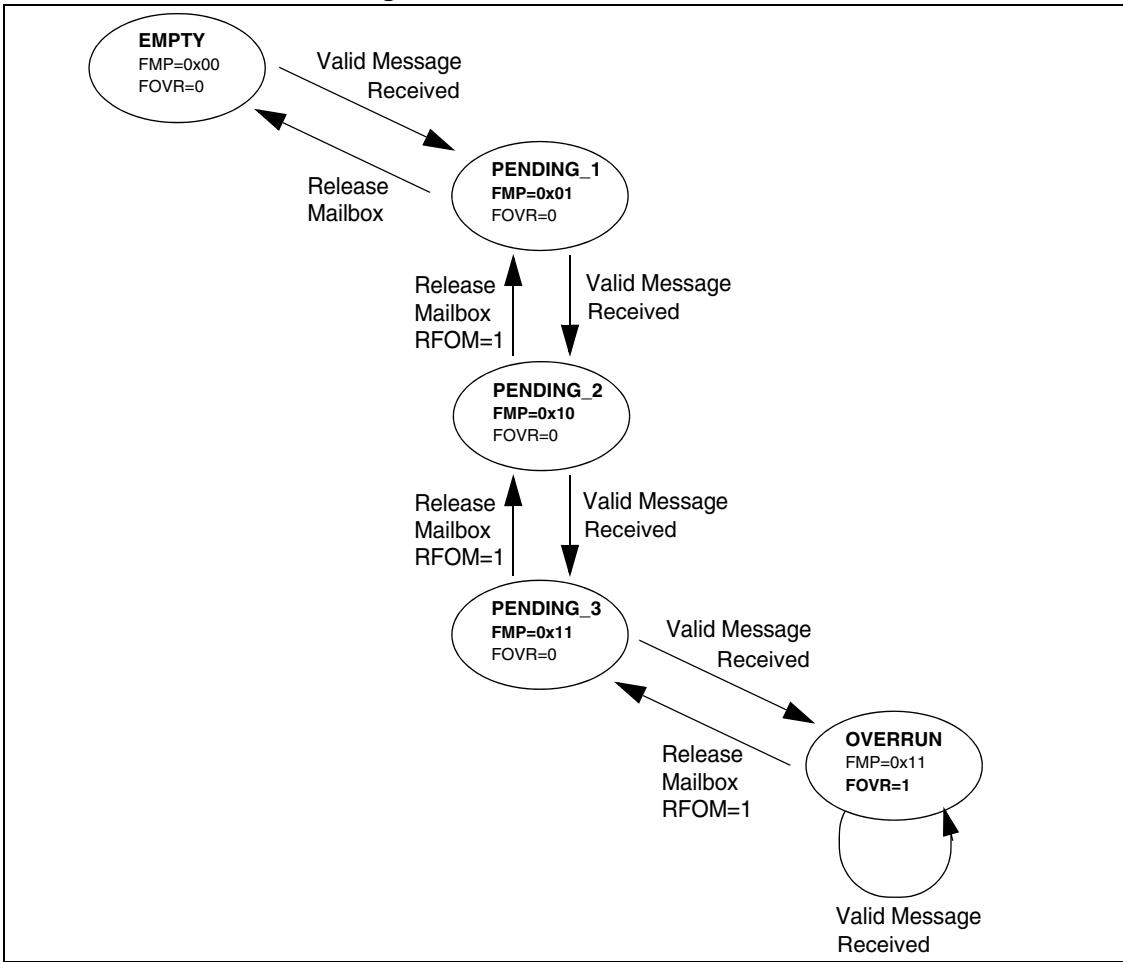 EMPTY
FMP=0x00
FOVR=0
Valid Message
Received
Release
Mailbox
PENDING_1
FMP=0x01
FOVR=0
Release
Mailbox
RFOM=1
Valid Message
Received
PENDING_2
FMP=0x10
FOVR=0
Release
Mailbox
RFOM=1
Valid Message
Received
PENDING_3
FMP=0x11
FOVR=0
Valid Message
Received
Release
Mailbox
RFOM=1
OVERRUN
FMP=0x11
FOVR=1
Valid Message
Received